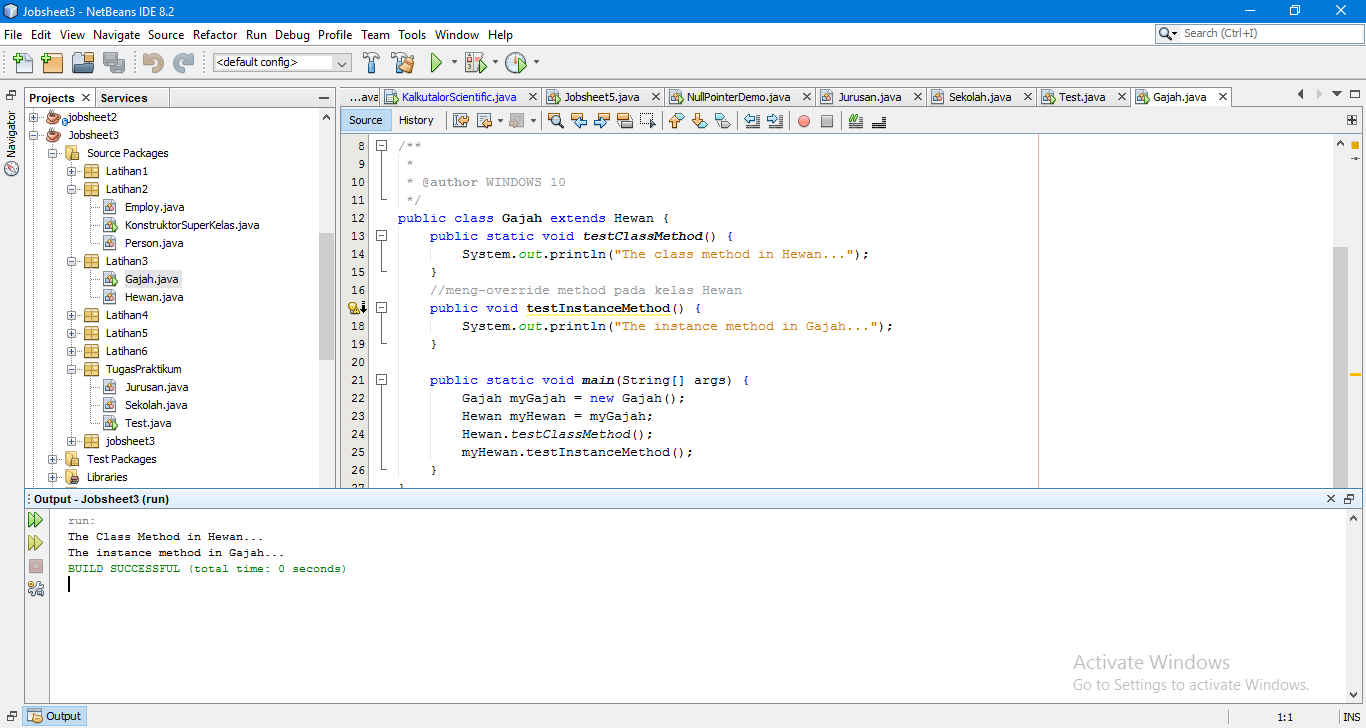 Jobsheet3 - NetBeans IDE 8.2
File Edit View Navigate Source Refactor Run Debug Profile Team Tools Window Help
Search (Ctrl+I)
<default config>
Navigator
Projects
Services
jobsheet2
Jobsheet3
Source Packages
Latihan1
Latihan2
Employ.java
KonstruktorSuperKelas.java
Person.java
Latihan3
Gajah.java
Hewan.java
Latihan4
Latihan5
Latihan6
TugasPraktikum
Jurusan.java
Sekolah.java
Test.java
jobsheet3
Test Packages
Libraries
...ava KalkutalorScientific.java Jobsheet5.java NullPointerDemo.java Jurusan.java Sekolah.java Test.java Gajah.java
Source History
8 /**
9 *
10 * @author WINDOWS 10
11 */
12 public class Gajah extends Hewan {
13 public static void testClassMethod() {
14 System.out.println("The class method in Hewan...");
15 }
16 //meng-override method pada kelas Hewan
public void testInstanceMethod() {
18 System.out.println("The instance method in Gajah...");
19 }
20
21 public static void main(String[] args) {
22 Gajah myGajah = new Gajah();
23 Hewan myHewan = myGajah;
24 Hewan.testClassMethod();
25 myHewan.testInstanceMethod();
26 }
27 }
Output - Jobsheet3 (run)
run:
The Class Method in Hewan...
The instance method in Gajah...
BUILD SUCCESSFUL (total time: 0 seconds)
Activate Windows
Go to Settings to activate Windows.
Output
1:1
INS